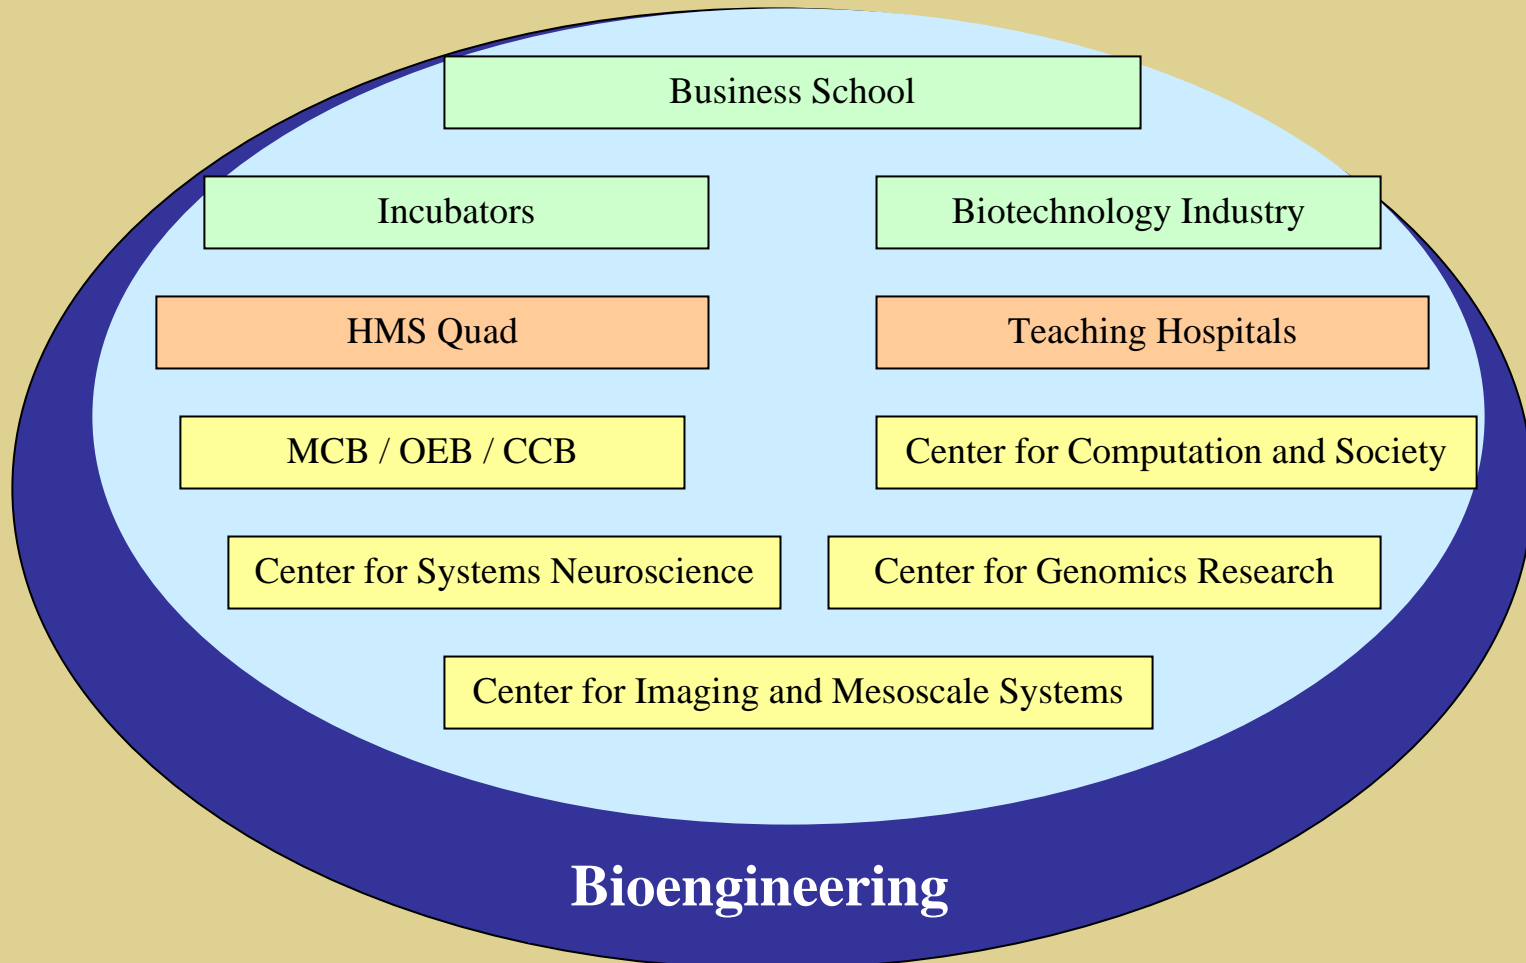 Business School
Incubators
Biotechnology Industry
HMS Quad
Teaching Hospitals
MCB / OEB / CCB
Center for Computation and Society
Center for Systems Neuroscience
Center for Genomics Research
Center for Imaging and Mesoscale Systems
Bioengineering